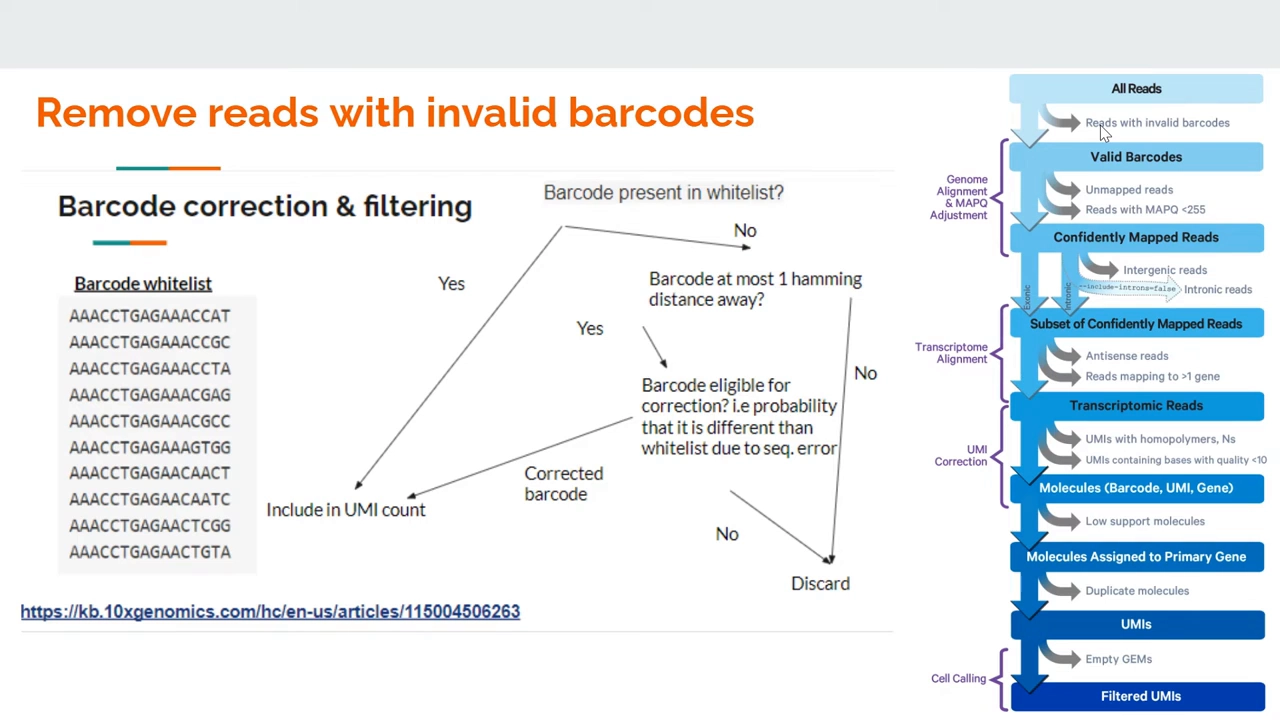 Remove reads with invalid barcodes
Barcode correction & filtering
Barcode whitelist
AAACCTGAGAAACCAT
AAACCTGAGAAACCGC
AAACCTGAGAAACCTA
AAACCTGAGAAACGAG
AAACCTGAGAAACGCC
AAACCTGAGAAAGTGG
AAACCTGAGAACAACT
AAACCTGAGAACAATC
AAACCTGAGAACTCGG
AAACCTGAGAACTGTA
Barcode present in whitelist?
No
Yes
Barcode at most 1 hamming
distance away?
Yes
No
Barcode eligible for
correction? i.e probability
that it is different than
whitelist due to seq. error
Corrected
barcode
Include in UMI count
No
Discard
https://kb.10xgenomics.com/hc/en-us/articles/115004506263
All Reads
Reads with invalid barcodes
Valid Barcodes
Genome
Alignment
& MAPQ
Adjustment
Unmapped reads
Reads with MAPQ <255
Confidently Mapped Reads
Exonic
Intronic
Intergenic reads
--include-introns=false
Intronic reads
Subset of Confidently Mapped Reads
Transcriptome
Alignment
Antisense reads
Reads mapping to >1 gene
Transcriptomic Reads
UMI
Correction
UMIs with homopolymers, Ns
UMIs containing bases with quality <10
Molecules (Barcode, UMI, Gene)
Low support molecules
Molecules Assigned to Primary Gene
Duplicate molecules
UMIs
Cell Calling
Empty GEMs
Filtered UMIs